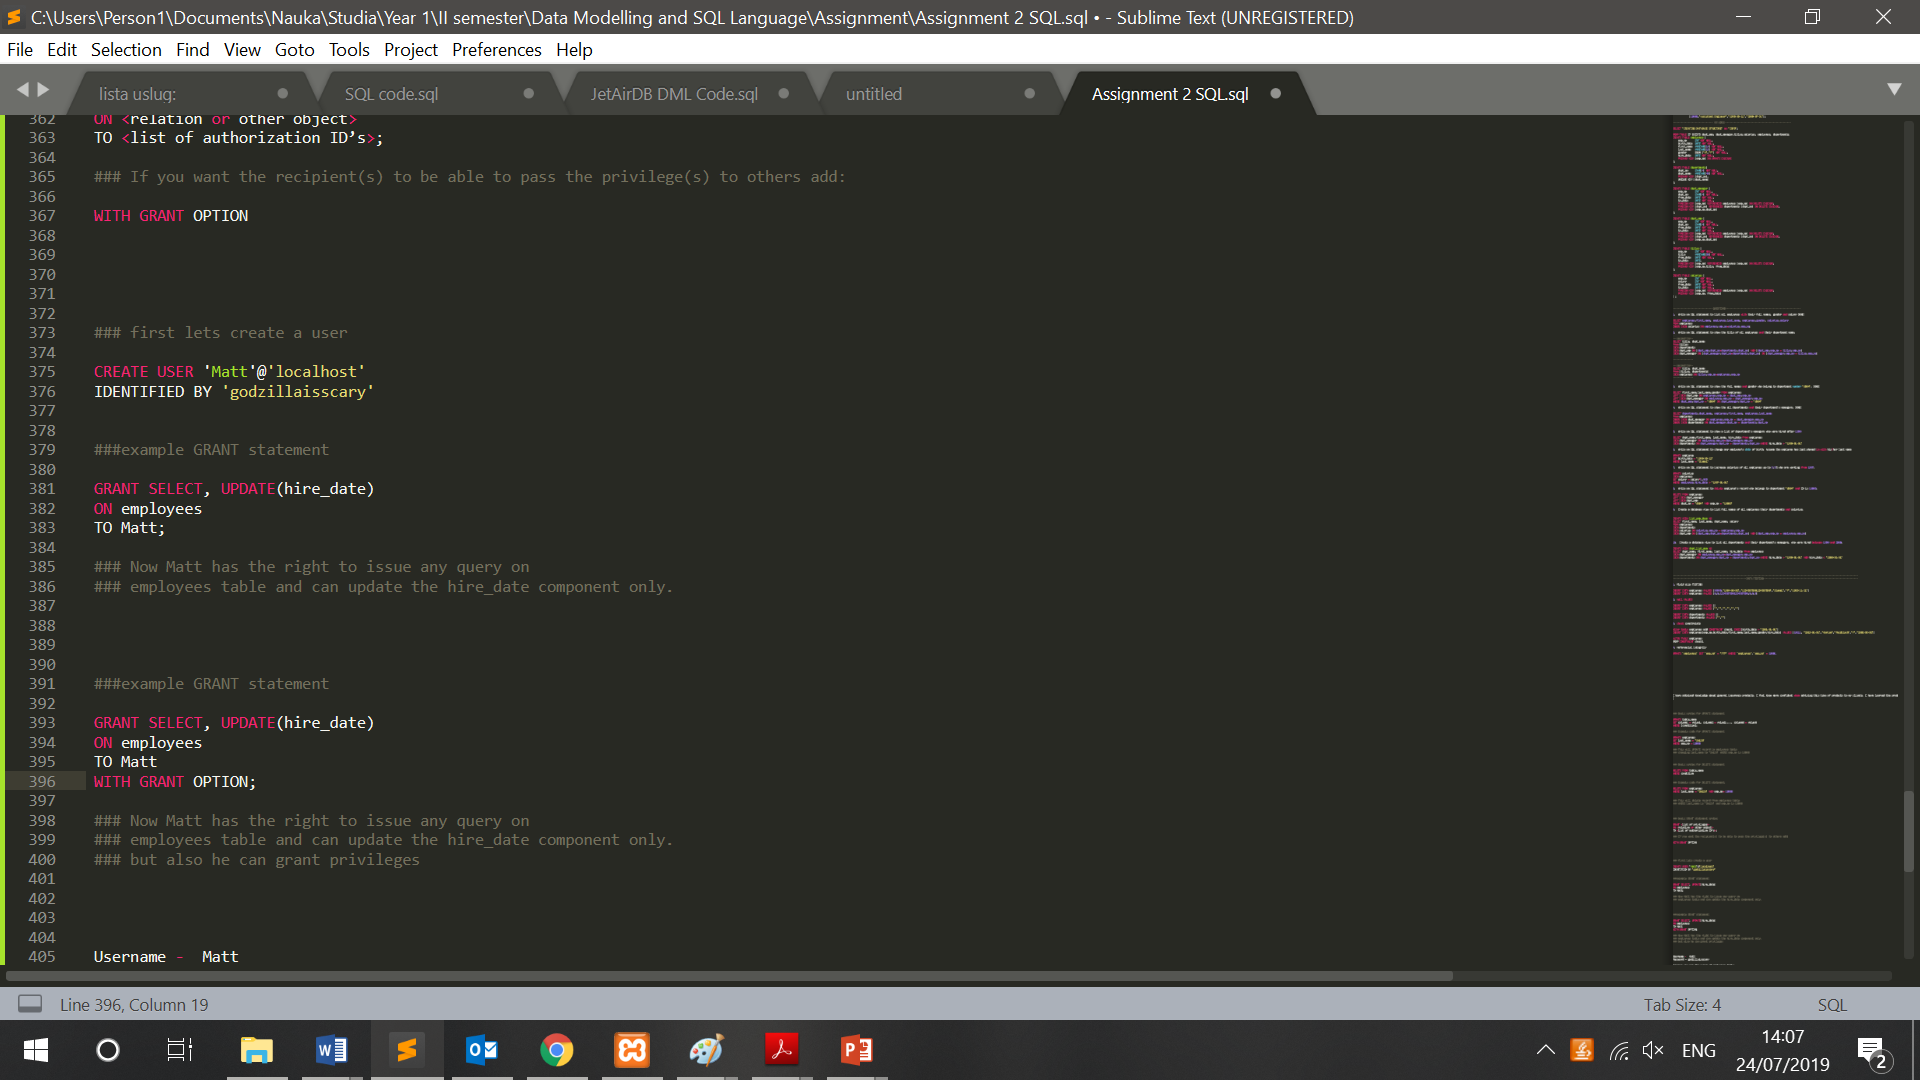 C:\Users\Person1\Documents\Nauka\Studia\Year 1\II semester\Data Modelling and SQL Language\Assignment\Assignment 2 SQL.sql • - Sublime Text (UNREGISTERED)
File Edit Selection Find View Goto Tools Project Preferences Help
lista uslug: SQL code.sql JetAirDB DML Code.sql untitled Assignment 2 SQL.sql
362 ON <relation or other object>
363 TO <list of authorization ID’s>;
364
365 ### If you want the recipient(s) to be able to pass the privilege(s) to others add:
366
367 WITH GRANT OPTION
368
369
370
371
372
373 ### first lets create a user
374
375 CREATE USER 'Matt'@'localhost'
376 IDENTIFIED BY 'godzillaisscary'
377
378
379 ###example GRANT statement
380
381 GRANT SELECT, UPDATE(hire_date)
382 ON employees
383 TO Matt;
384
385 ### Now Matt has the right to issue any query on
386 ### employees table and can update the hire_date component only.
387
388
389
390
391 ###example GRANT statement
392
393 GRANT SELECT, UPDATE(hire_date)
394 ON employees
395 TO Matt
396 WITH GRANT OPTION;
397
398 ### Now Matt has the right to issue any query on
399 ### employees table and can update the hire_date component only.
400 ### but also he can grant privileges
401
402
403
404
405 Username - Matt
Line 396, Column 19 Tab Size: 4 SQL
ENG 14:07
24/07/2019 2